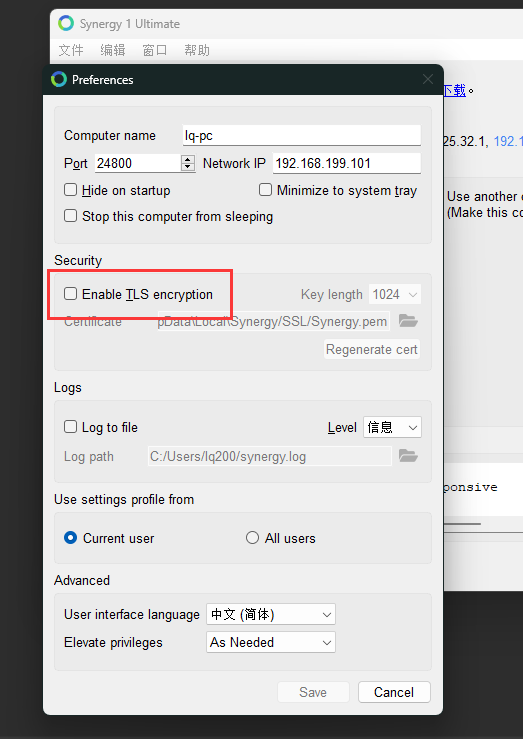 Synergy 1 Ultimate
文件 编辑 窗口 帮助
Preferences
下载。
Computer name lq-pc
25.32.1, 192.1
Port 24800 Network IP 192.168.199.101
Hide on startup Minimize to system tray
Use another
(Make this co
Stop this computer from sleeping
Security
Enable TLS encryption Key length 1024
Certificate pData\Local\Synergy/SSL/Synergy.pem
Regenerate cert
Logs
Log to file Level 信息
Log path C:/Users/lq200/synergy.log
ponsive
Use settings profile from
Current user All users
Advanced
User interface language 中文 (简体)
Elevate privileges As Needed
Save Cancel